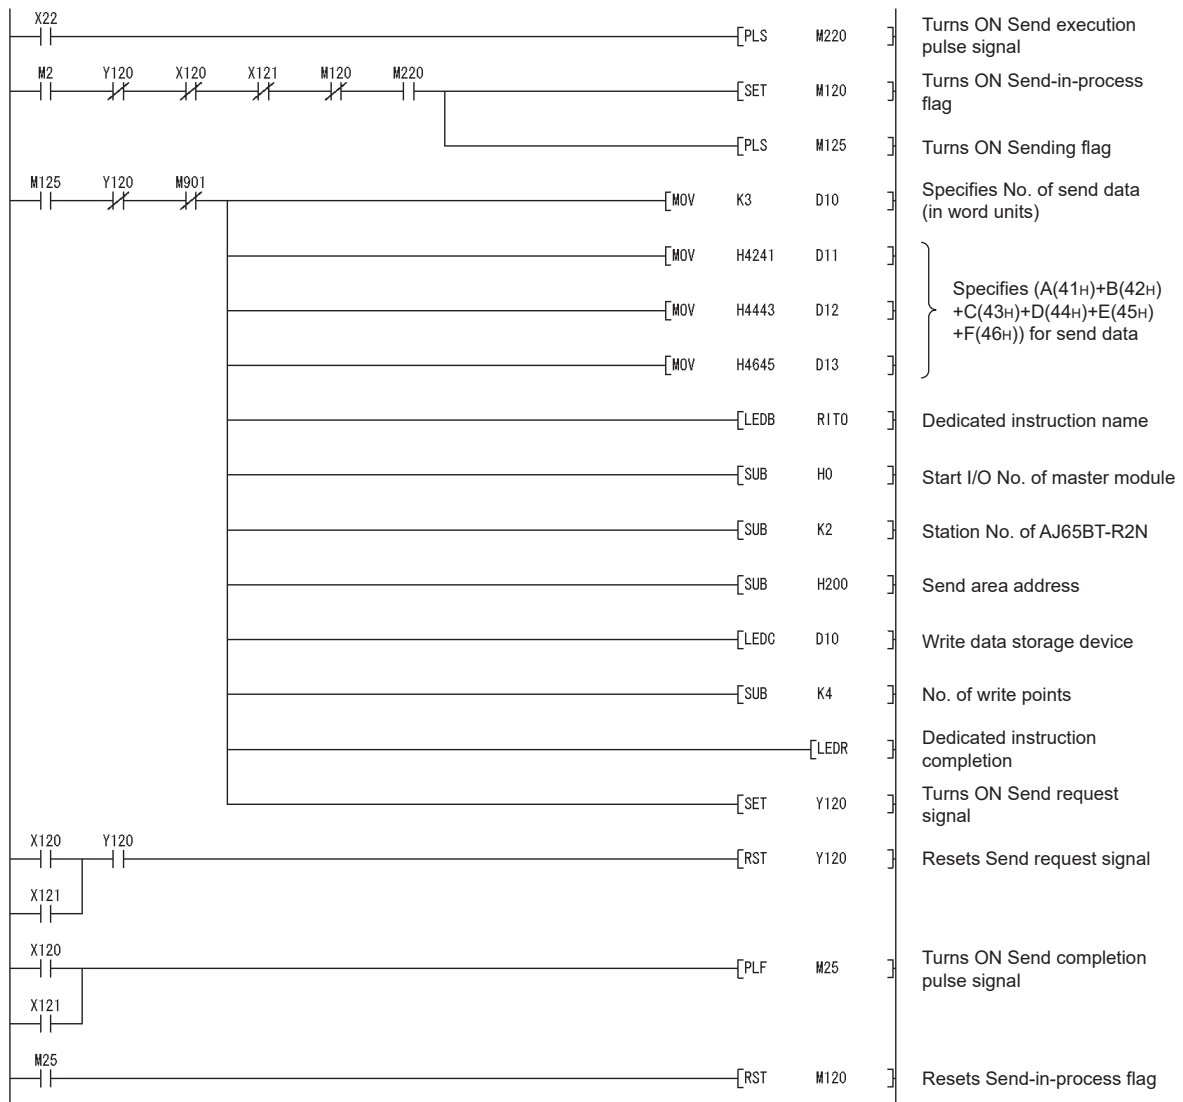 X22
[PLS M220 ]
Turns ON Send execution
pulse signal
M2 Y120 X120 X121 M120 M220
[SET M120 ]
Turns ON Send-in-process
flag
[PLS M125 ]
Turns ON Sending flag
M125 Y120 M901
[MOV K3 D10 ]
Specifies No. of send data
(in word units)
[MOV H4241 D11 ]
[MOV H4443 D12 ]
[MOV H4645 D13 ]
Specifies (A(41H)+B(42H)
+C(43H)+D(44H)+E(45H)
+F(46H)) for send data
[LEDB RITO ]
Dedicated instruction name
[SUB H0 ]
Start I/O No. of master module
[SUB K2 ]
Station No. of AJ65BT-R2N
[SUB H200 ]
Send area address
[LEDC D10 ]
Write data storage device
[SUB K4 ]
No. of write points
[LEDR ]
Dedicated instruction
completion
[SET Y120 ]
Turns ON Send request
signal
X120 Y120
[RST Y120 ]
Resets Send request signal
X121
X120
[PLF M25 ]
Turns ON Send completion
pulse signal
X121
M25
[RST M120 ]
Resets Send-in-process flag